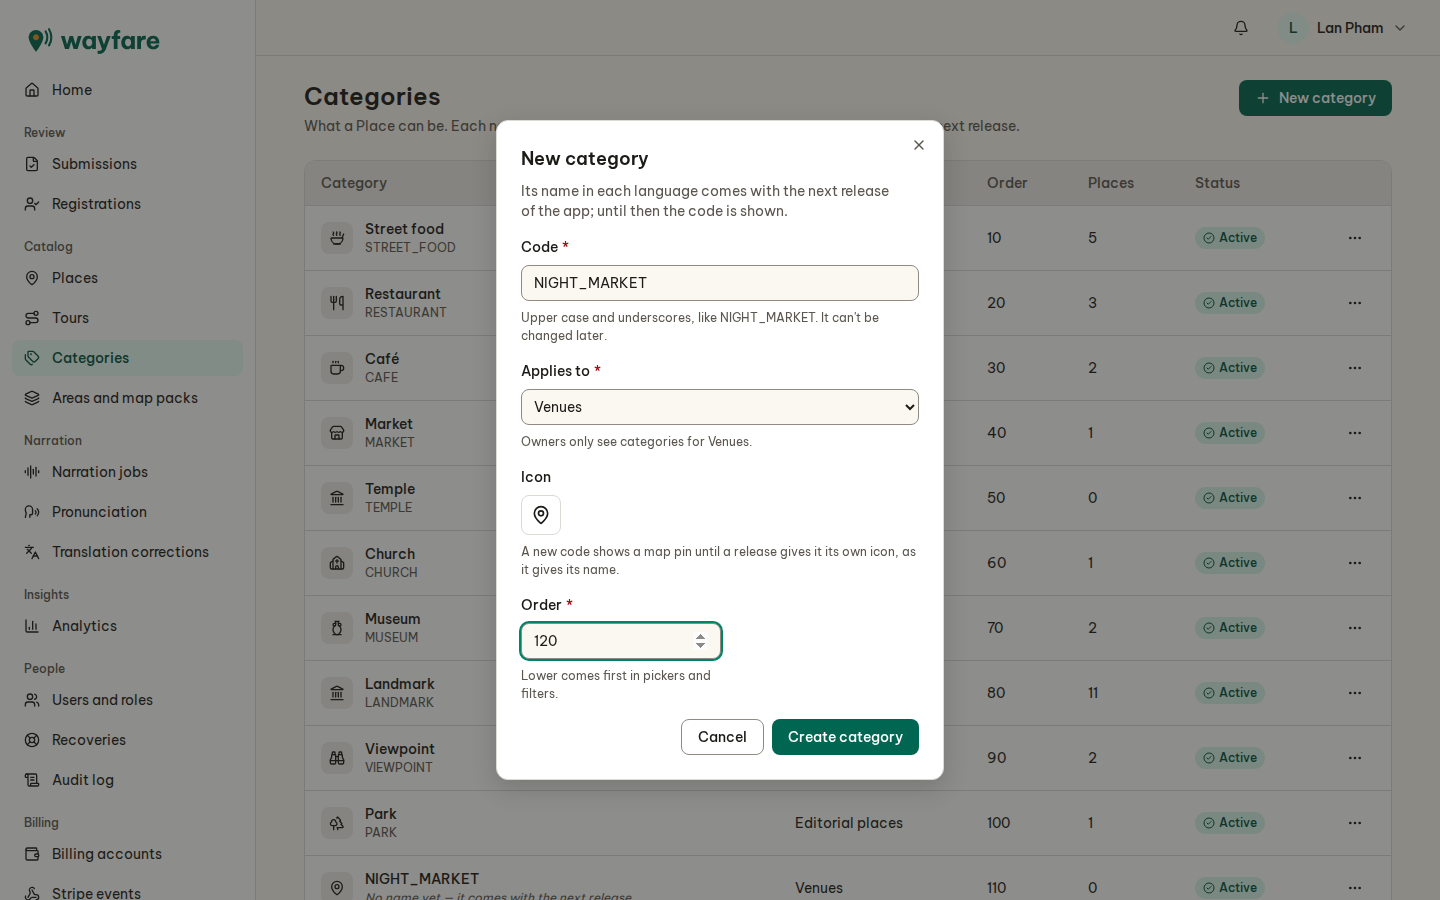 wayfare
L
Lan Pham
Home
Review
Submissions
Registrations
Catalog
Places
Tours
Categories
Areas and map packs
Narration
Narration jobs
Pronunciation
Translation corrections
Insights
Analytics
People
Users and roles
Recoveries
Audit log
Billing
Billing accounts
Stripe events
Categories
New category
What a Place can be. Each n
ext release.
Category
Order
Places
Status
Street food
STREET_FOOD
10
5
Active
Restaurant
RESTAURANT
20
3
Active
Café
CAFE
30
2
Active
Market
MARKET
40
1
Active
Temple
TEMPLE
50
0
Active
Church
CHURCH
60
1
Active
Museum
MUSEUM
70
2
Active
Landmark
LANDMARK
80
11
Active
Viewpoint
VIEWPOINT
90
2
Active
Park
PARK
Editorial places
100
1
Active
NIGHT_MARKET
No name yet — it comes with the next release
Venues
110
0
Active
New category
Its name in each language comes with the next release
of the app; until then the code is shown.
Code *
NIGHT_MARKET
Upper case and underscores, like NIGHT_MARKET. It can't be
changed later.
Applies to *
Venues
Owners only see categories for Venues.
Icon
A new code shows a map pin until a release gives it its own icon, as
it gives its name.
Order *
120
Lower comes first in pickers and
filters.
Cancel
Create category